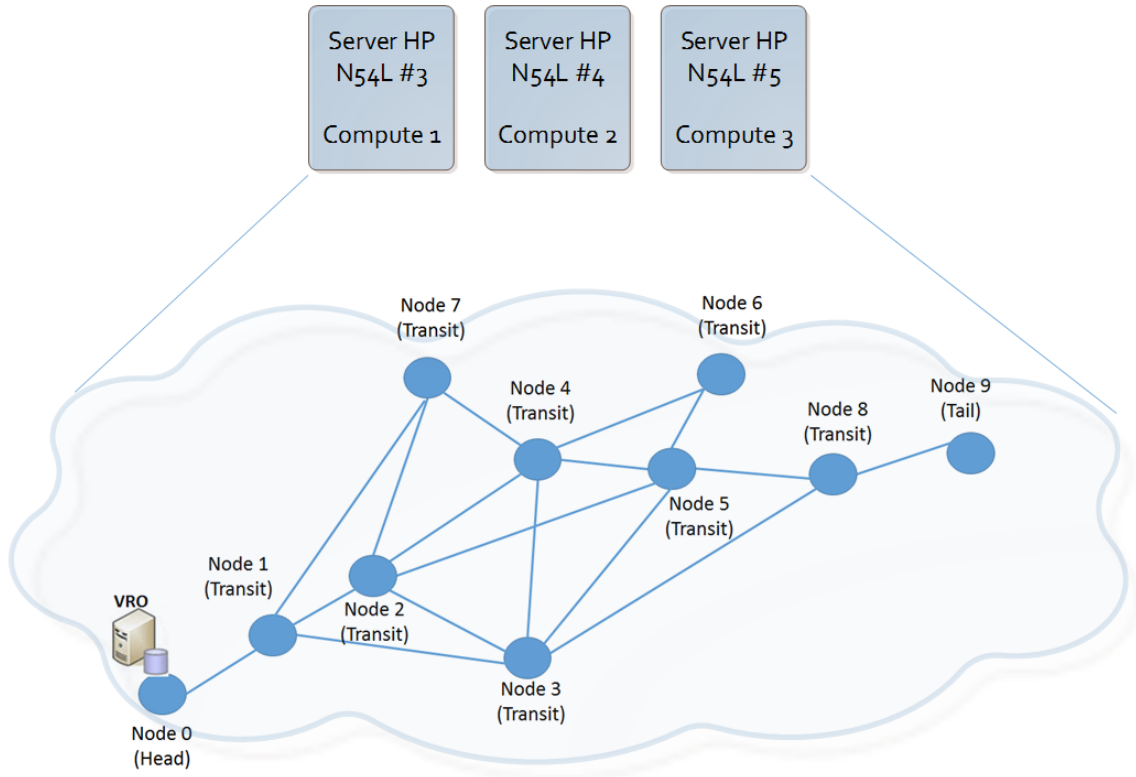 Server HP
N54L #3
Compute 1
Server HP
N54L #4
Compute 2
Server HP
N54L #5
Compute 3
Node 7
(Transit)
Node 6
(Transit)
Node 4
(Transit)
Node 9
(Tail)
Node 8
(Transit)
Node 5
(Transit)
Node 1
(Transit)
VRO
Node 2
(Transit)
Node 3
(Transit)
Node 0
(Head)